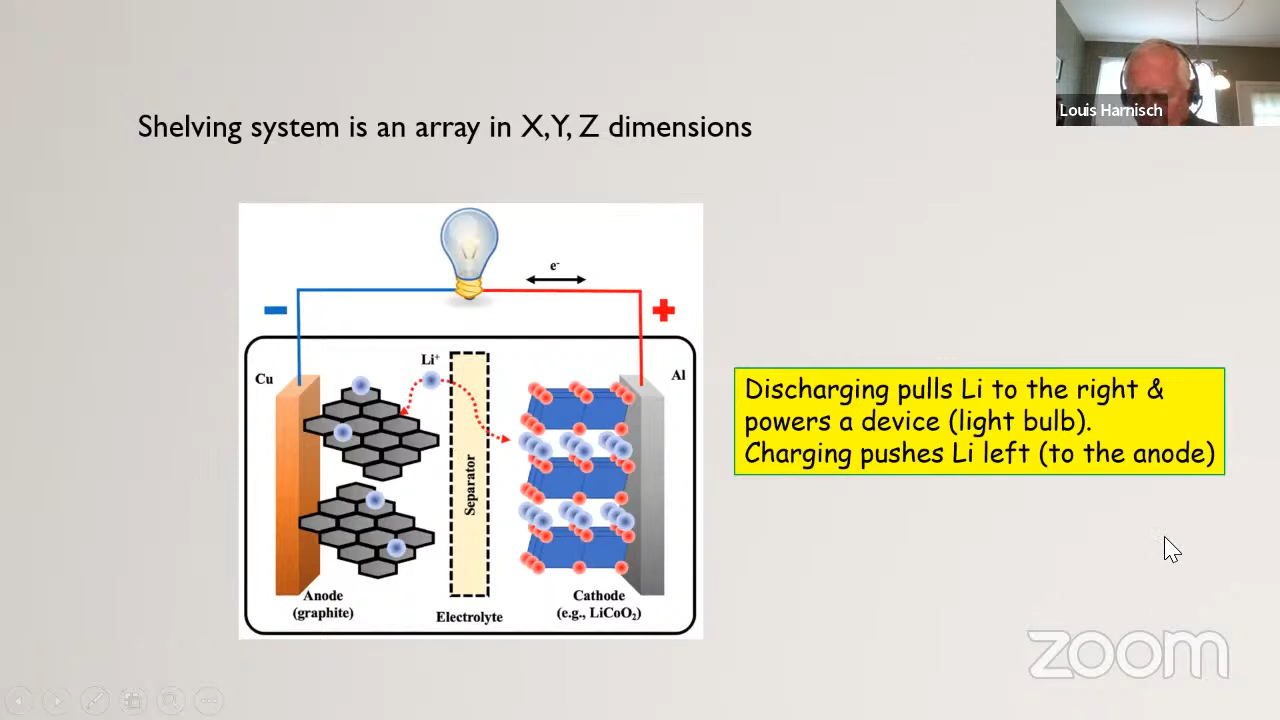 Louis Harnisch
Shelving system is an array in X,Y, Z dimensions
e-
Li+
Cu
Al
Separator
Discharging pulls Li to the right &
powers a device (light bulb).
Charging pushes Li left (to the anode)
Anode
(graphite)
Electrolyte
Cathode
(e.g., LiCoO₂)
zoom